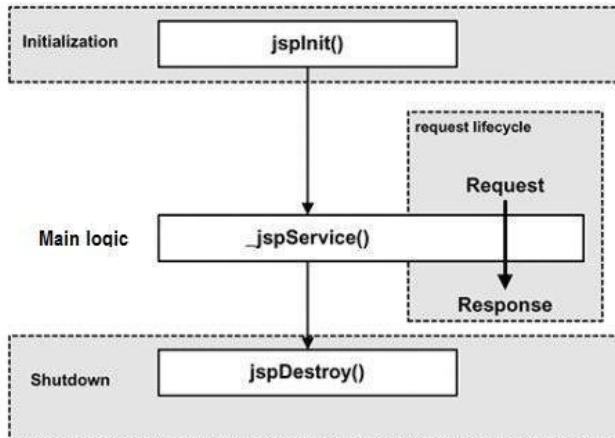 Initialization
jspInit()
request lifecycle
Request
Main logic
_jspService()
Response
Shutdown
jspDestroy()